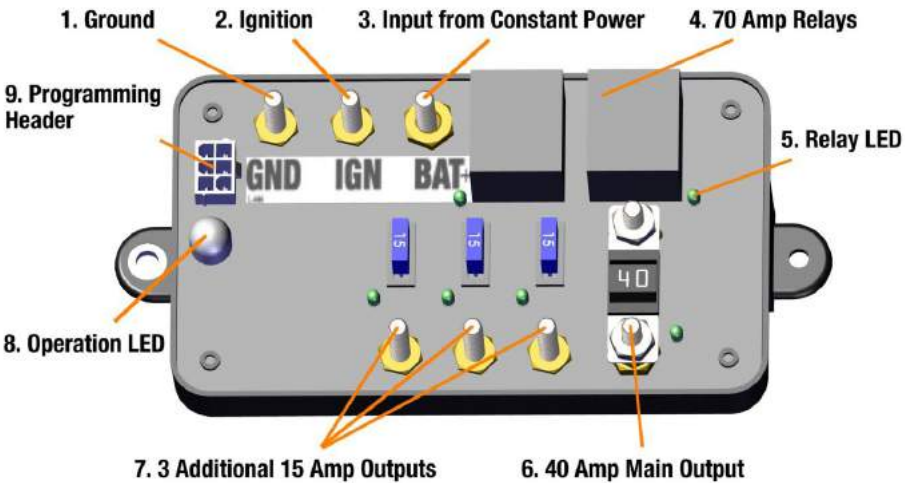 1. Ground
2. Ignition
3. Input from Constant Power
4. 70 Amp Relays
9. Programming
Header
5. Relay LED
GND IGN BAT+
15
15
15
40
8. Operation LED
7. 3 Additional 15 Amp Outputs
6. 40 Amp Main Output